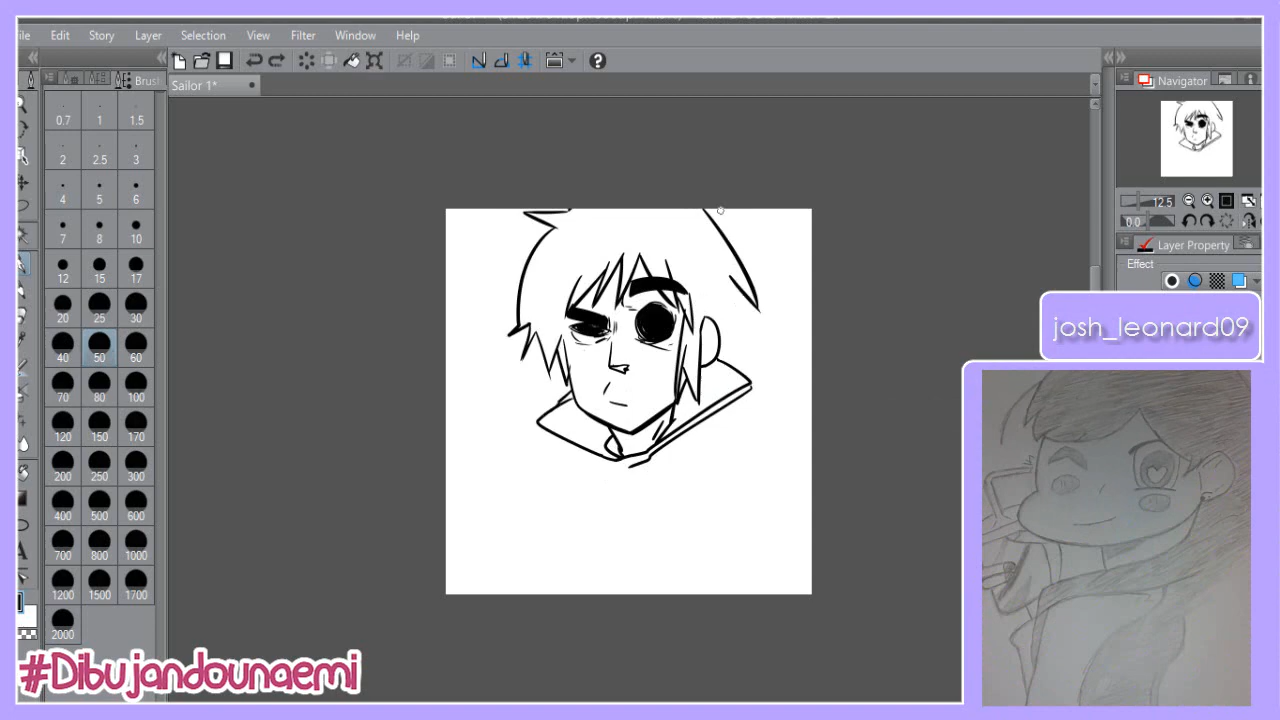 ile Edit Story Layer Selection View Filter Window Help
Brus
Sailor 1*
Navigator
0.7 1 1.5
2 2.5 3
4 5 6
7 8 10
12 15 17
20 25 30
40 50 60
70 80 100
120 150 170
200 250 300
400 500 600
700 800 1000
1200 1500 1700
2000
12.5
0.0
Layer Property
Effect
josh_leonard09
#Dibujandounaemi